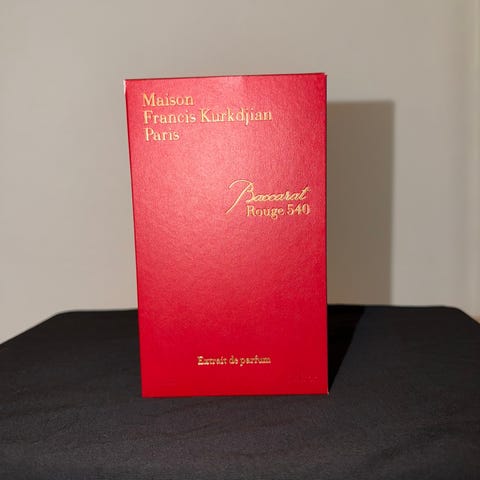 Maison
Francis Kurkdjian
Paris
Baccarat
Rouge 540
Extrait de parfum